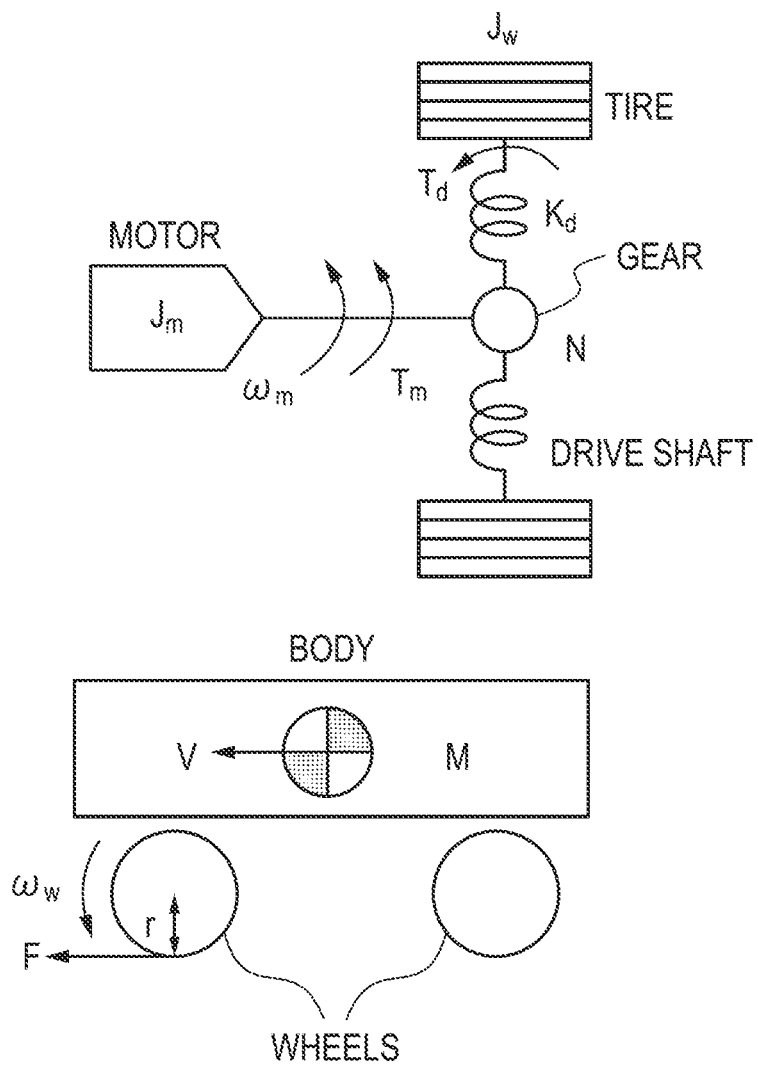 J_w
TIRE
T_d
K_d
MOTOR
GEAR
J_m
N
ω_m
T_m
DRIVE SHAFT
BODY
V
M
ω_w
r
F
WHEELS